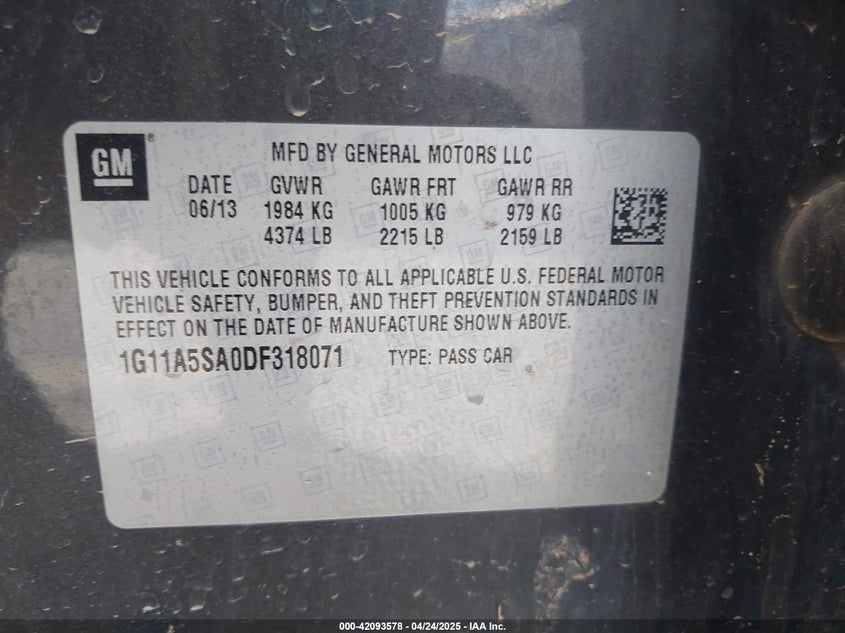 GM
®
MFD BY GENERAL MOTORS LLC
DATE GVWR GAWR FRT GAWR RR
06/13 1984 KG 1005 KG 979 KG
4374 LB 2215 LB 2159 LB
THIS VEHICLE CONFORMS TO ALL APPLICABLE U.S. FEDERAL MOTOR
VEHICLE SAFETY, BUMPER, AND THEFT PREVENTION STANDARDS IN
EFFECT ON THE DATE OF MANUFACTURE SHOWN ABOVE.
1G11A5SA0DF318071 TYPE: PASS CAR
000-42093578 - 04/24/2025 - IAA Inc.